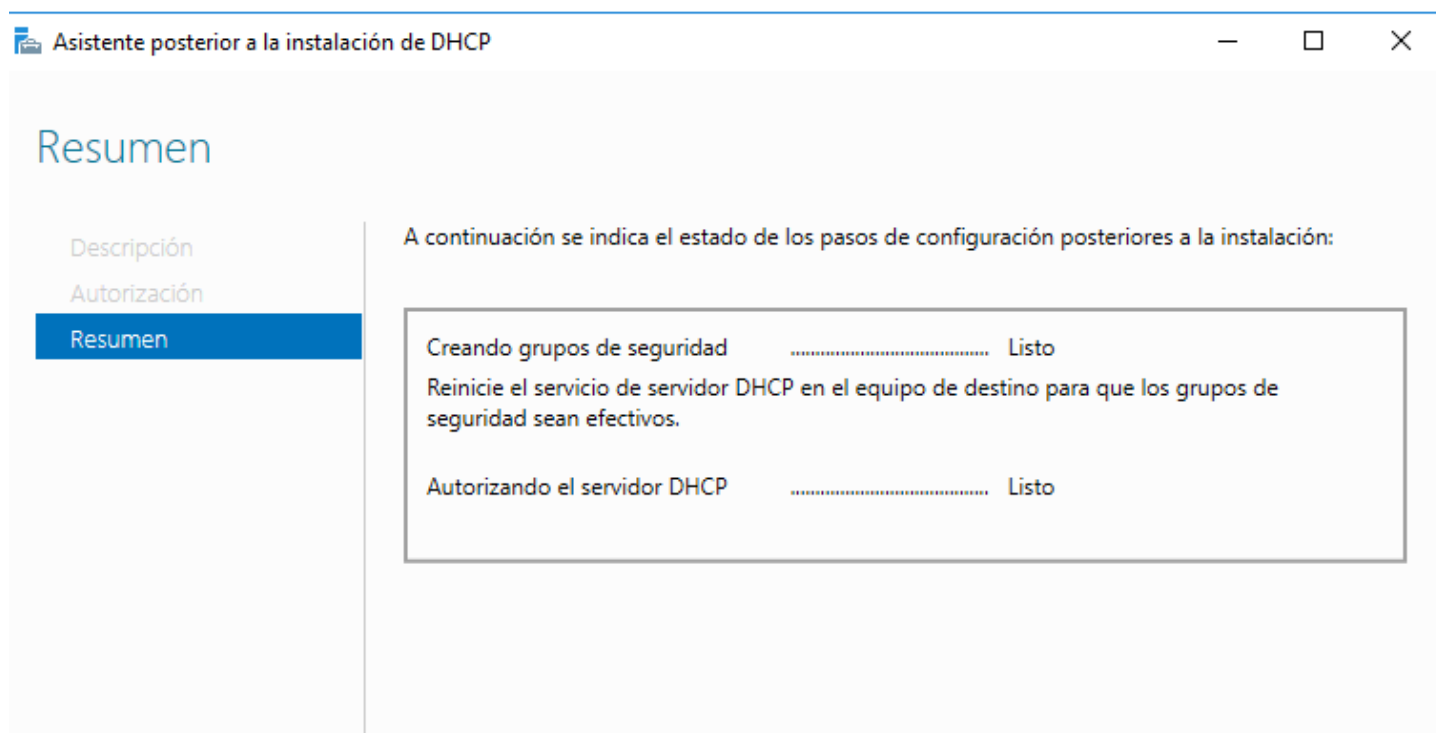 Asistente posterior a la instalación de DHCP
Resumen
Descripción
Autorización
Resumen
A continuación se indica el estado de los pasos de configuración posteriores a la instalación:
Creando grupos de seguridad ........................................ Listo
Reinicie el servicio de servidor DHCP en el equipo de destino para que los grupos de
seguridad sean efectivos.
Autorizando el servidor DHCP ........................................ Listo